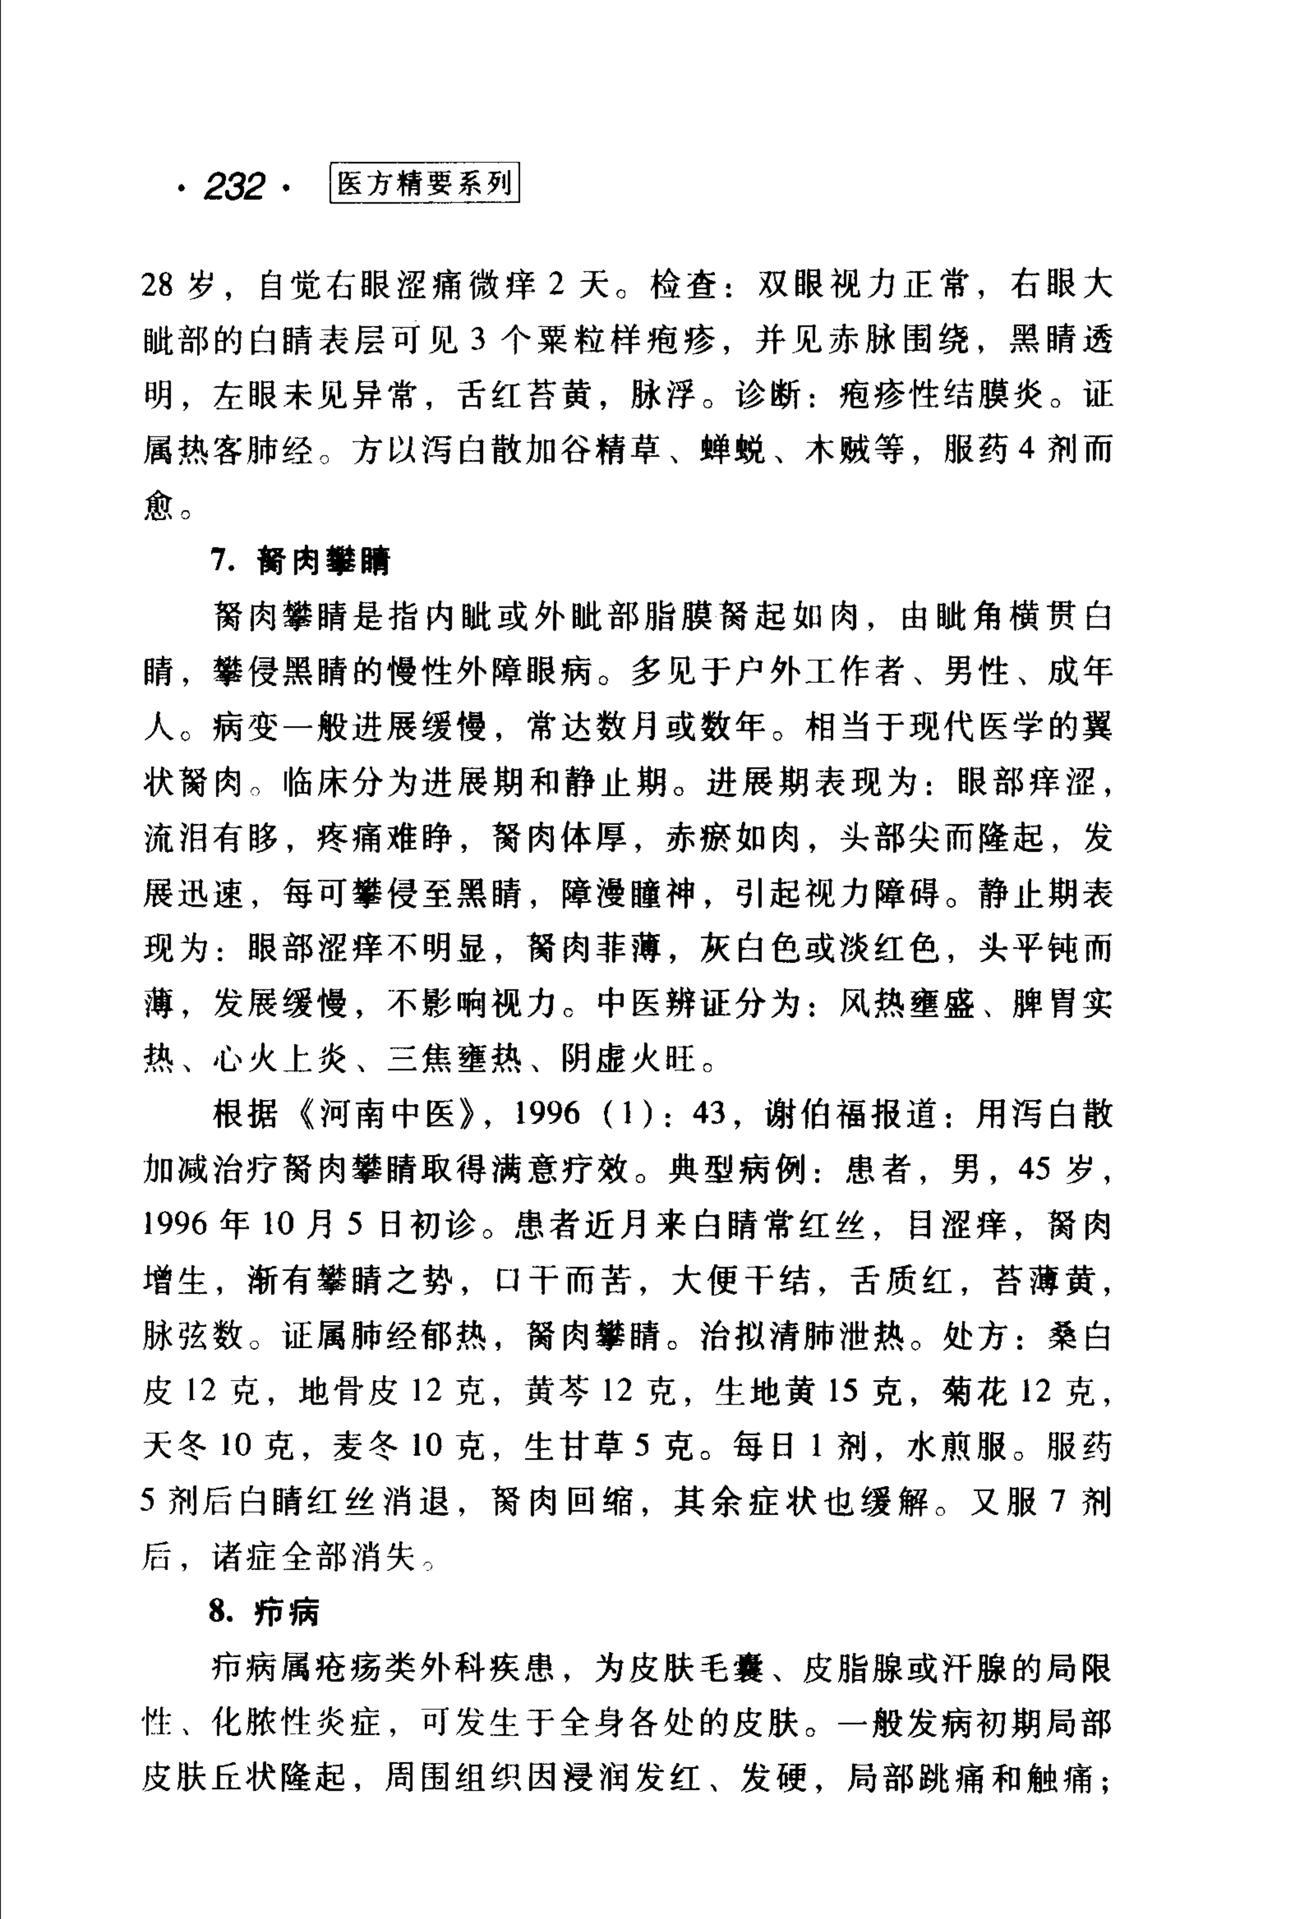 · 232 · 医方精要系列
28 岁，自觉右眼涩痛微痒 2 天。检查：双眼视力正常，右眼大
眦部的白睛表层可见 3 个粟粒样疱疹，并见赤脉围绕，黑睛透
明，左眼未见异常，舌红苔黄，脉浮。诊断：疱疹性结膜炎。证
属热客肺经。方以泻白散加谷精草、蝉蜕、木贼等，服药 4 剂而
愈。
7. 胬肉攀睛
胬肉攀睛是指内眦或外眦部脂膜胬起如肉，由眦角横贯白
睛，攀侵黑睛的慢性外障眼病。多见于户外工作者、男性、成年
人。病变一般进展缓慢，常达数月或数年。相当于现代医学的翼
状胬肉。临床分为进展期和静止期。进展期表现为：眼部痒涩，
流泪有眵，疼痛难睁，胬肉体厚，赤瘀如肉，头部尖而隆起，发
展迅速，每可攀侵至黑睛，障漫瞳神，引起视力障碍。静止期表
现为：眼部涩痒不明显，胬肉菲薄，灰白色或淡红色，头平钝而
薄，发展缓慢，不影响视力。中医辨证分为：风热壅盛、脾胃实
热、心火上炎、三焦壅热、阴虚火旺。
根据《河南中医》，1996（1）：43，谢伯福报道：用泻白散
加减治疗胬肉攀睛取得满意疗效。典型病例：患者，男，45 岁，
1996 年 10 月 5 日初诊。患者近月来白睛常红丝，目涩痒，胬肉
增生，渐有攀睛之势，口干而苦，大便干结，舌质红，苔薄黄，
脉弦数。证属肺经郁热，胬肉攀睛。治拟清肺泄热。处方：桑白
皮 12 克，地骨皮 12 克，黄芩 12 克，生地黄 15 克，菊花 12 克，
天冬 10 克，麦冬 10 克，生甘草 5 克。每日 1 剂，水煎服。服药
5 剂后白睛红丝消退，胬肉回缩，其余症状也缓解。又服 7 剂
后，诸症全部消失。
8. 疖病
疖病属疮疡类外科疾患，为皮肤毛囊、皮脂腺或汗腺的局限
性、化脓性炎症，可发生于全身各处的皮肤。一般发病初期局部
皮肤丘状隆起，周围组织因浸润发红、发硬，局部跳痛和触痛；